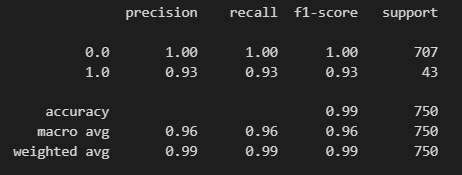 precision recall f1-score support
0.0 1.00 1.00 1.00 707
1.0 0.93 0.93 0.93 43
accuracy 0.99 750
macro avg 0.96 0.96 0.96 750
weighted avg 0.99 0.99 0.99 750